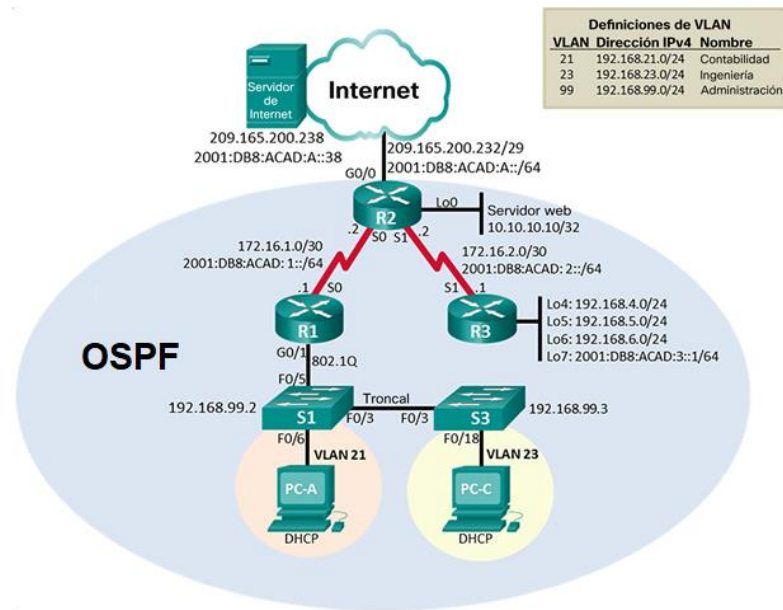 Definiciones de VLAN
VLAN Dirección IPv4 Nombre
21 192.168.21.0/24 Contabilidad
23 192.168.23.0/24 Ingeniería
99 192.168.99.0/24 Administración
Servidor
de
Internet
Internet
209.165.200.238
2001:DB8:ACAD:A::38
209.165.200.232/29
2001:DB8:ACAD:A::/64
G0/0
R2
Lo0
Servidor web
10.10.10.10/32
.2
S0
S1
.2
172.16.1.0/30
2001:DB8:ACAD: 1::/64
172.16.2.0/30
2001:DB8:ACAD: 2::/64
.1
S0
S1
.1
R1
R3
Lo4: 192.168.4.0/24
Lo5: 192.168.5.0/24
Lo6: 192.168.6.0/24
Lo7: 2001:DB8:ACAD:3::1/64
OSPF
G0/1
802.1Q
F0/5
Troncal
192.168.99.2
S1
F0/3
F0/3
S3
192.168.99.3
F0/6
F0/18
VLAN 21
VLAN 23
PC-A
PC-C
DHCP
DHCP